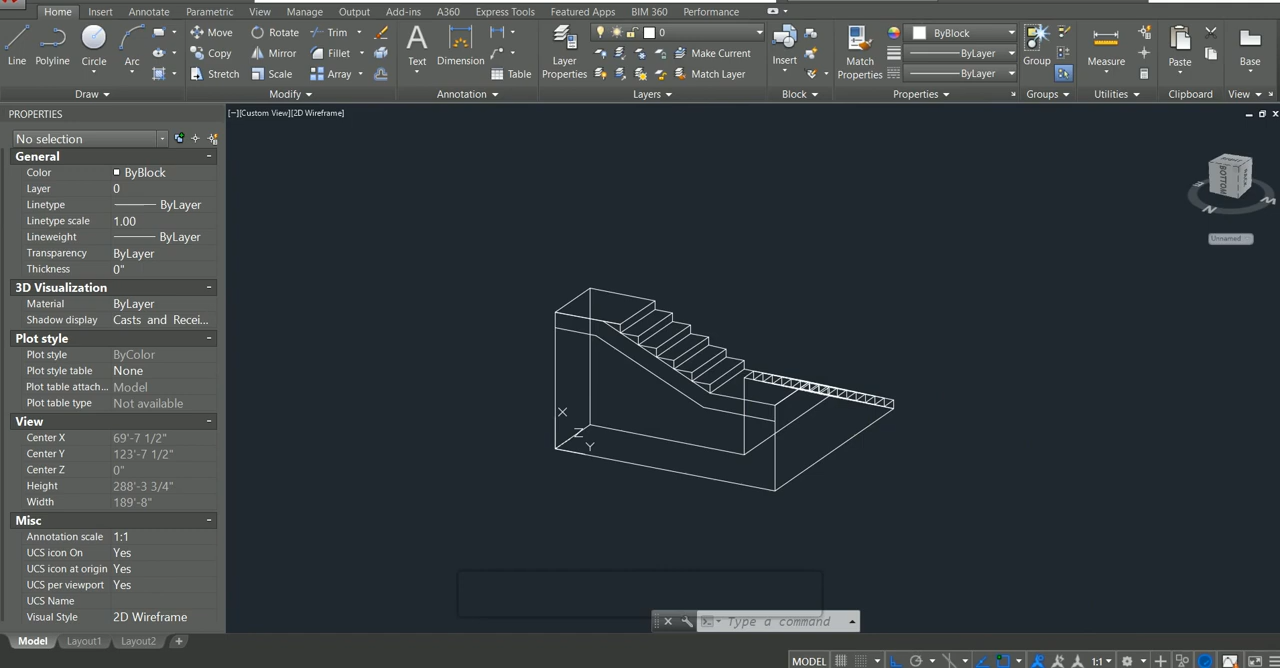 Home Insert Annotate Parametric View Manage Output Add-ins A360 Express Tools Featured Apps BIM 360 Performance
Line Polyline Circle Arc
Move Rotate Trim
Copy Mirror Fillet
Stretch Scale Array
Text Dimension Table
Layer Properties
0
Make Current
Match Layer
Insert
Match Properties
ByBlock
ByLayer
ByLayer
Group
Measure
Paste
Base
Draw Modify Annotation Layers Block Properties Groups Utilities Clipboard View
PROPERTIES
[−][Custom View][2D Wireframe]
No selection
General
Color ByBlock
Layer 0
Linetype ByLayer
Linetype scale 1.00
Lineweight ByLayer
Transparency ByLayer
Thickness 0"
3D Visualization
Material ByLayer
Shadow display Casts and Recei...
Plot style
Plot style ByColor
Plot style table None
Plot table attach... Model
Plot table type Not available
View
Center X 69'-7 1/2"
Center Y 123'-7 1/2"
Center Z 0"
Height 288'-3 3/4"
Width 189'-8"
Misc
Annotation scale 1:1
UCS icon On Yes
UCS icon at origin Yes
UCS per viewport Yes
UCS Name
Visual Style 2D Wireframe
BOTTOM
BACK
N
Unnamed
X
Z
Y
Type a command
Model Layout1 Layout2 +
MODEL 1:1